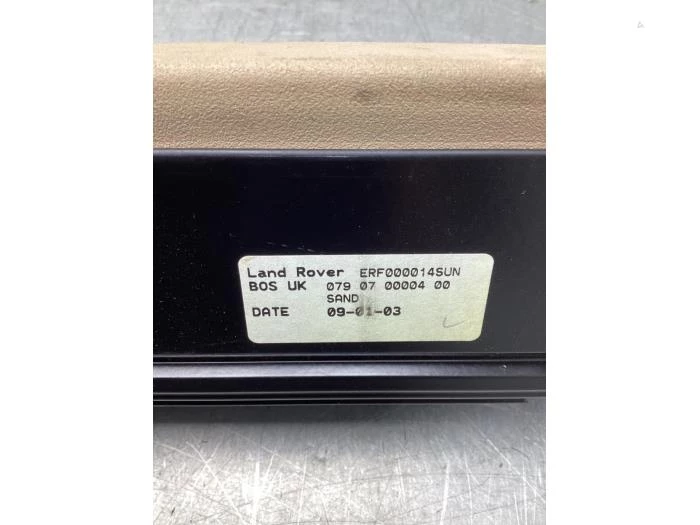 Land Rover ERF000014SUN
BOS UK 079 07 00004 00
SAND
DATE 09-01-03